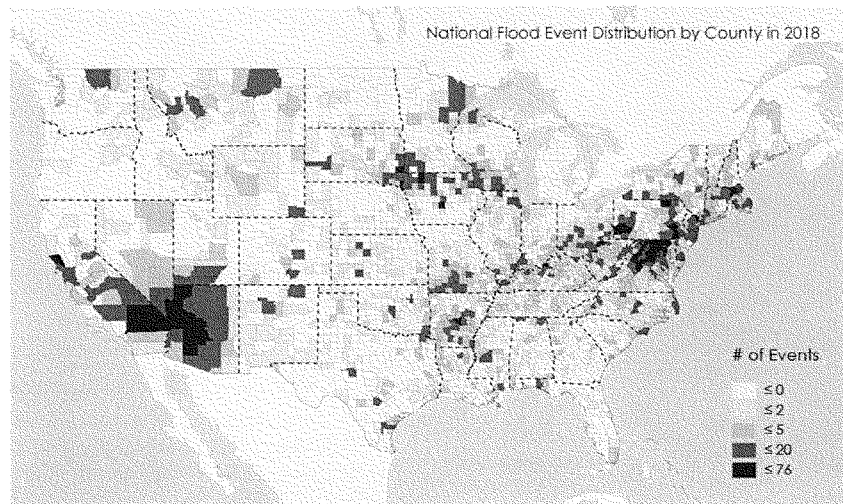 National Flood Event Distribution by County in 2018
# of Events
≤ 0
≤ 2
≤ 5
≤ 20
≤ 76